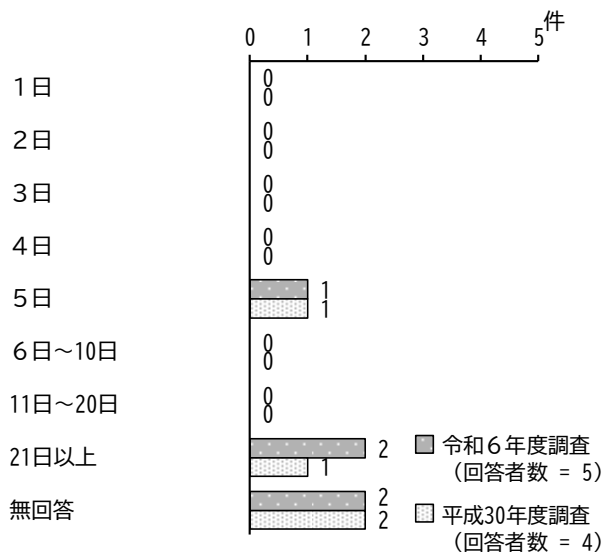 件
0 1 2 3 4 5
１日
0
0
２日
0
0
３日
0
0
４日
0
0
５日
1
1
６日～10日
0
0
11日～20日
0
0
21日以上
2
1
無回答
2
2
令和６年度調査
（回答者数 = 5）
平成30年度調査
（回答者数 = 4）